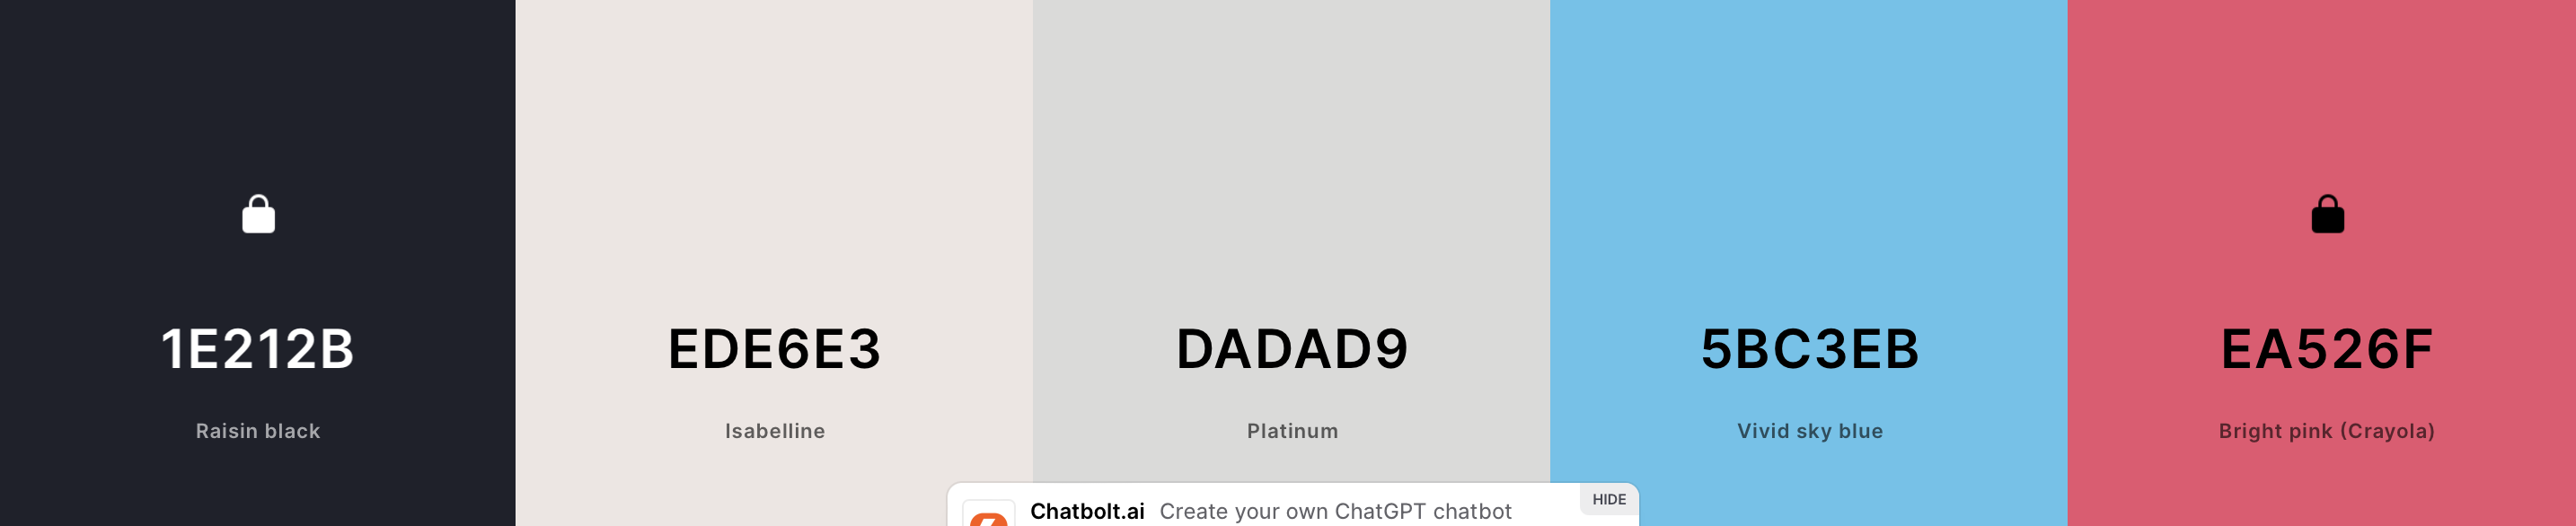 1E212B
Raisin black
EDE6E3
Isabelline
DADAD9
Platinum
5BC3EB
Vivid sky blue
EA526F
Bright pink (Crayola)
Chatbolt.ai Create your own ChatGPT chatbot
HIDE